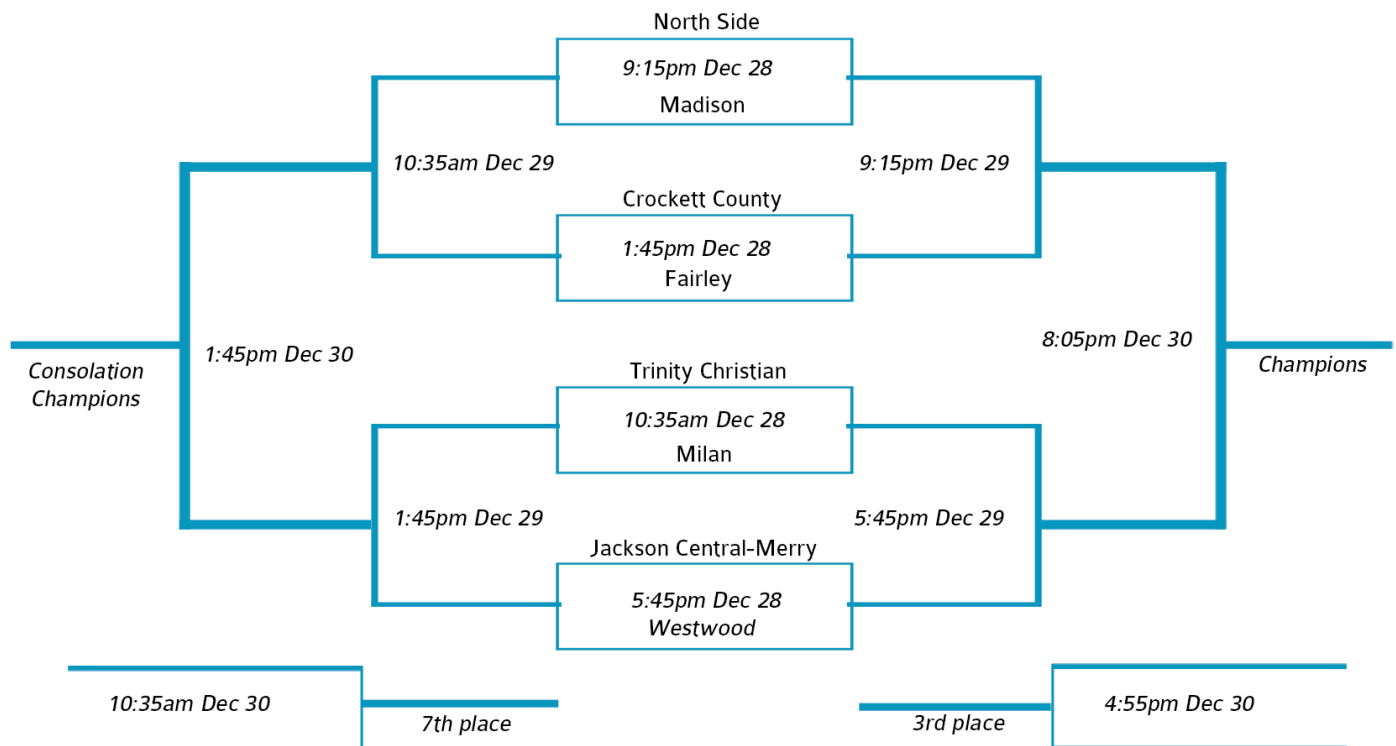 North Side
9:15pm Dec 28
Madison
10:35am Dec 29
9:15pm Dec 29
Crockett County
1:45pm Dec 28
Fairley
1:45pm Dec 30
8:05pm Dec 30
Consolation
Champions
Champions
Trinity Christian
10:35am Dec 28
Milan
1:45pm Dec 29
5:45pm Dec 29
Jackson Central-Merry
5:45pm Dec 28
Westwood
10:35am Dec 30
7th place
3rd place
4:55pm Dec 30